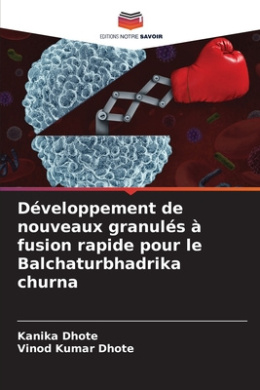 EDITIONS NOTRE SAVOIR
Développement de
nouveaux granulés à
fusion rapide pour le
Balchaturbhadrika
churna
Kanika Dhote
Vinod Kumar Dhote